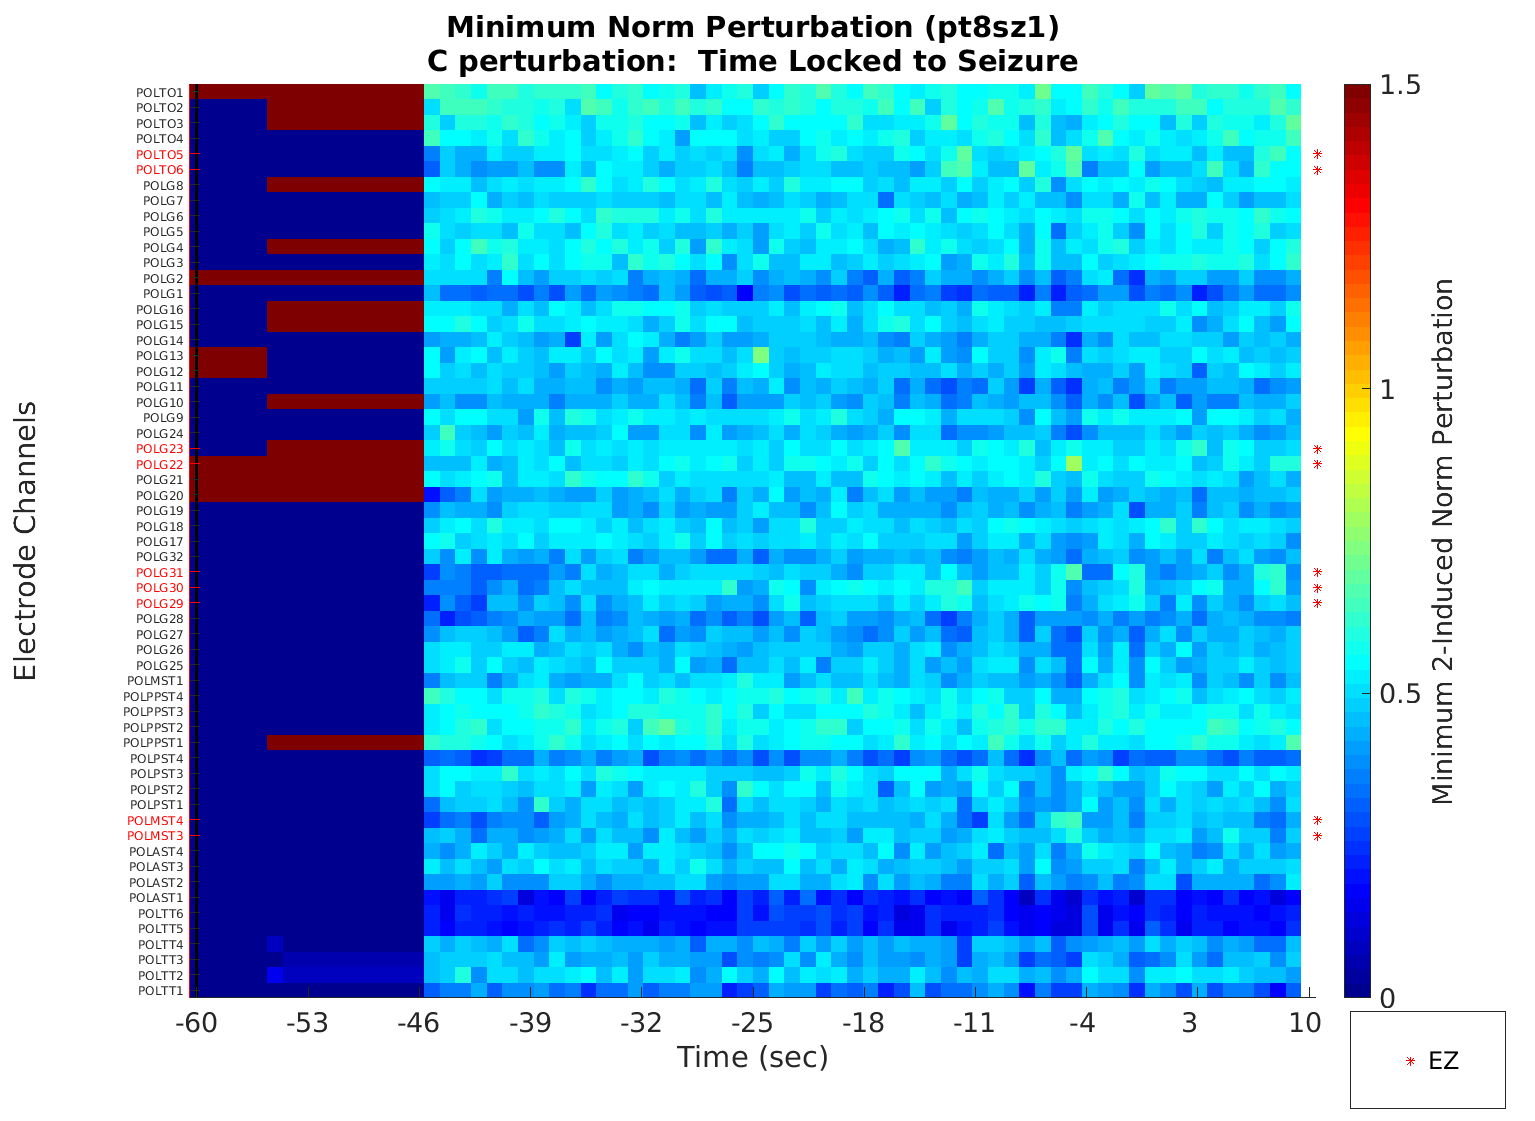 Minimum Norm Perturbation (pt8sz1)
C perturbation:  Time Locked to Seizure
Electrode Channels
POLTO1
POLTO2
POLTO3
POLTO4
POLTO5
POLTO6
POLG8
POLG7
POLG6
POLG5
POLG4
POLG3
POLG2
POLG1
POLG16
POLG15
POLG14
POLG13
POLG12
POLG11
POLG10
POLG9
POLG24
POLG23
POLG22
POLG21
POLG20
POLG19
POLG18
POLG17
POLG32
POLG31
POLG30
POLG29
POLG28
POLG27
POLG26
POLG25
POLMST1
POLPPST4
POLPPST3
POLPPST2
POLPPST1
POLPST4
POLPST3
POLPST2
POLPST1
POLMST4
POLMST3
POLAST4
POLAST3
POLAST2
POLAST1
POLTT6
POLTT5
POLTT4
POLTT3
POLTT2
POLTT1
-60 -53 -46 -39 -32 -25 -18 -11 -4 3 10
Time (sec)
1.5
1
0.5
0
Minimum 2-Induced Norm Perturbation
EZ